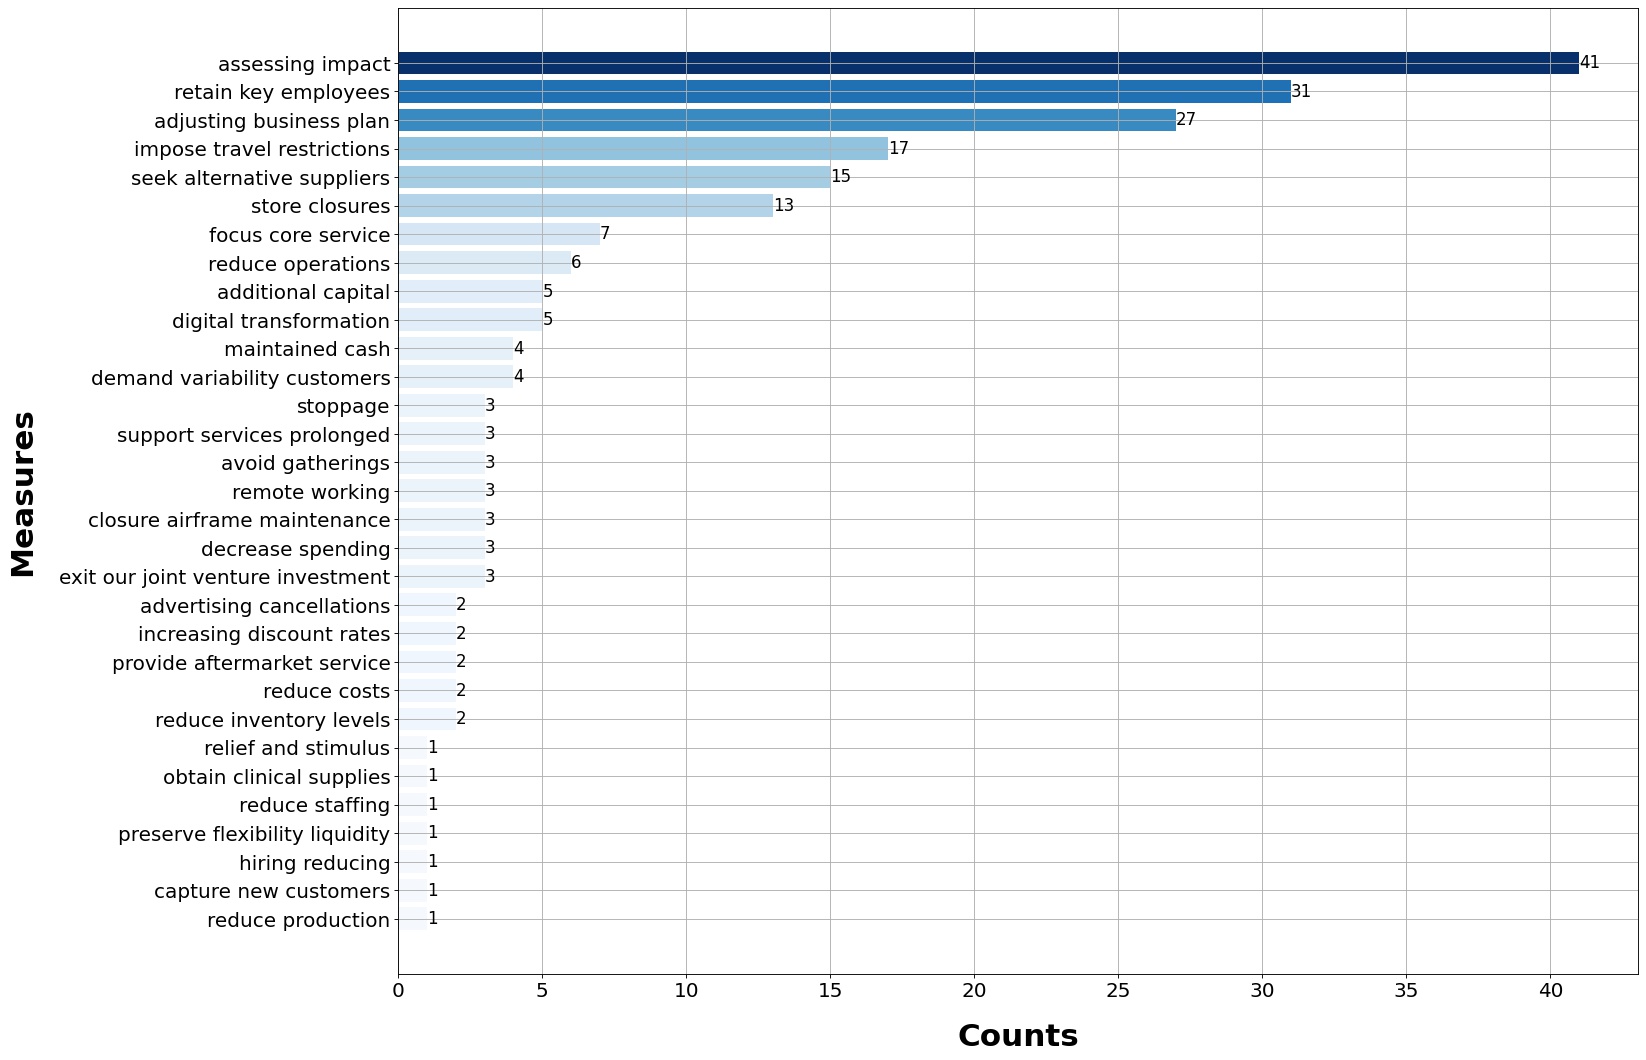 assessing impact 41
retain key employees 31
adjusting business plan 27
impose travel restrictions 17
seek alternative suppliers 15
store closures 13
focus core service 7
reduce operations 6
additional capital 5
digital transformation 5
maintained cash 4
demand variability customers 4
stoppage 3
support services prolonged 3
avoid gatherings 3
remote working 3
closure airframe maintenance 3
decrease spending 3
exit our joint venture investment 3
advertising cancellations 2
increasing discount rates 2
provide aftermarket service 2
reduce costs 2
reduce inventory levels 2
relief and stimulus 1
obtain clinical supplies 1
reduce staffing 1
preserve flexibility liquidity 1
hiring reducing 1
capture new customers 1
reduce production 1
Measures
0 5 10 15 20 25 30 35 40
Counts